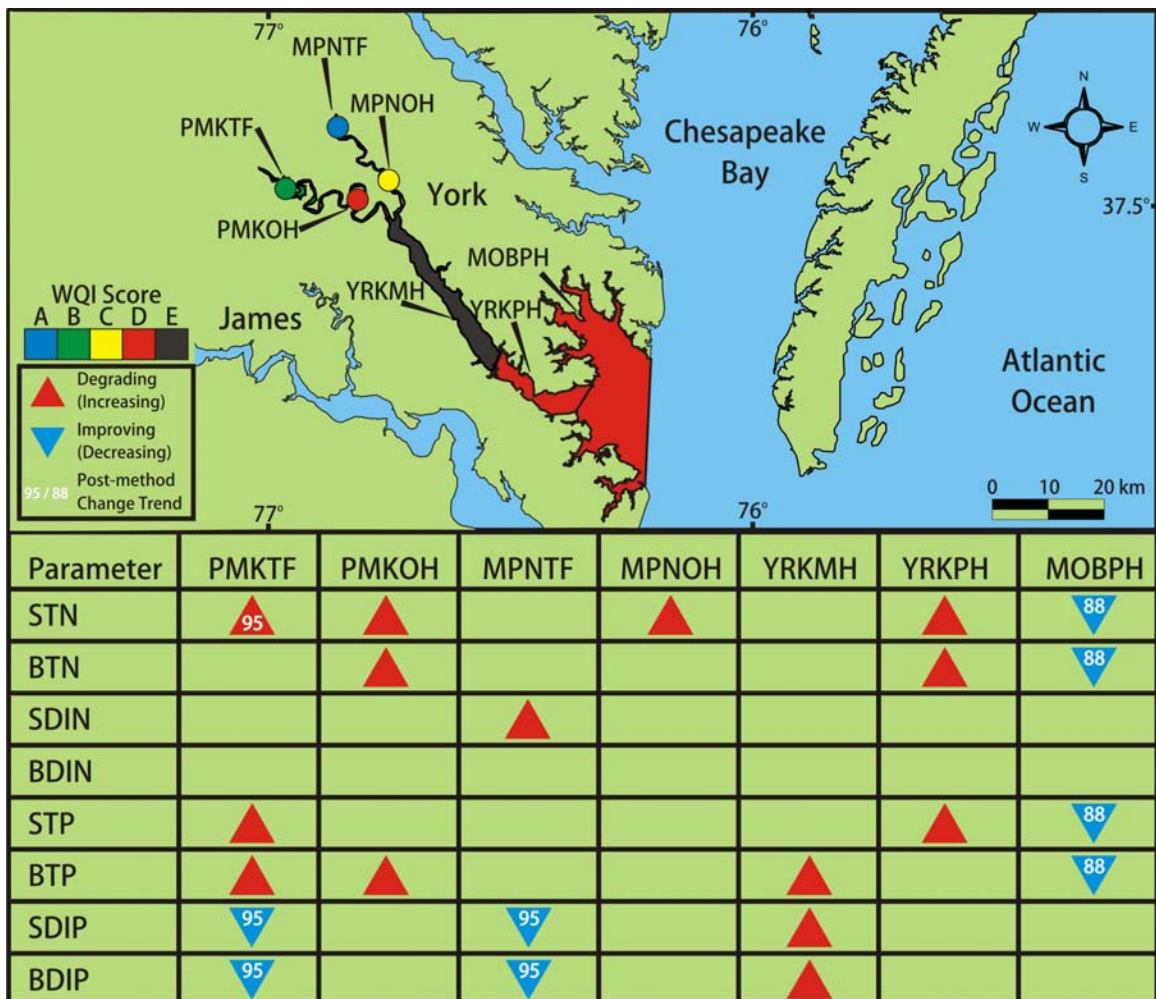 77°
76°
MPNTF
MPNOH
PMKTF
PMKOH
York
Chesapeake
Bay
N
W E
S
37.5°
MOBPH
YRKMH
YRKPH
WQI Score
A B C D E
James
Degrading
(Increasing)
Improving
(Decreasing)
95 / 88 Post-method
Change Trend
Atlantic
Ocean
0 10 20 km
77°
76°
Parameter PMKTF PMKOH MPNTF MPNOH YRKMH YRKPH MOBPH
STN 95 88
BTN 88
SDIN
BDIN
STP 88
BTP 88
SDIP 95 95
BDIP 95 95